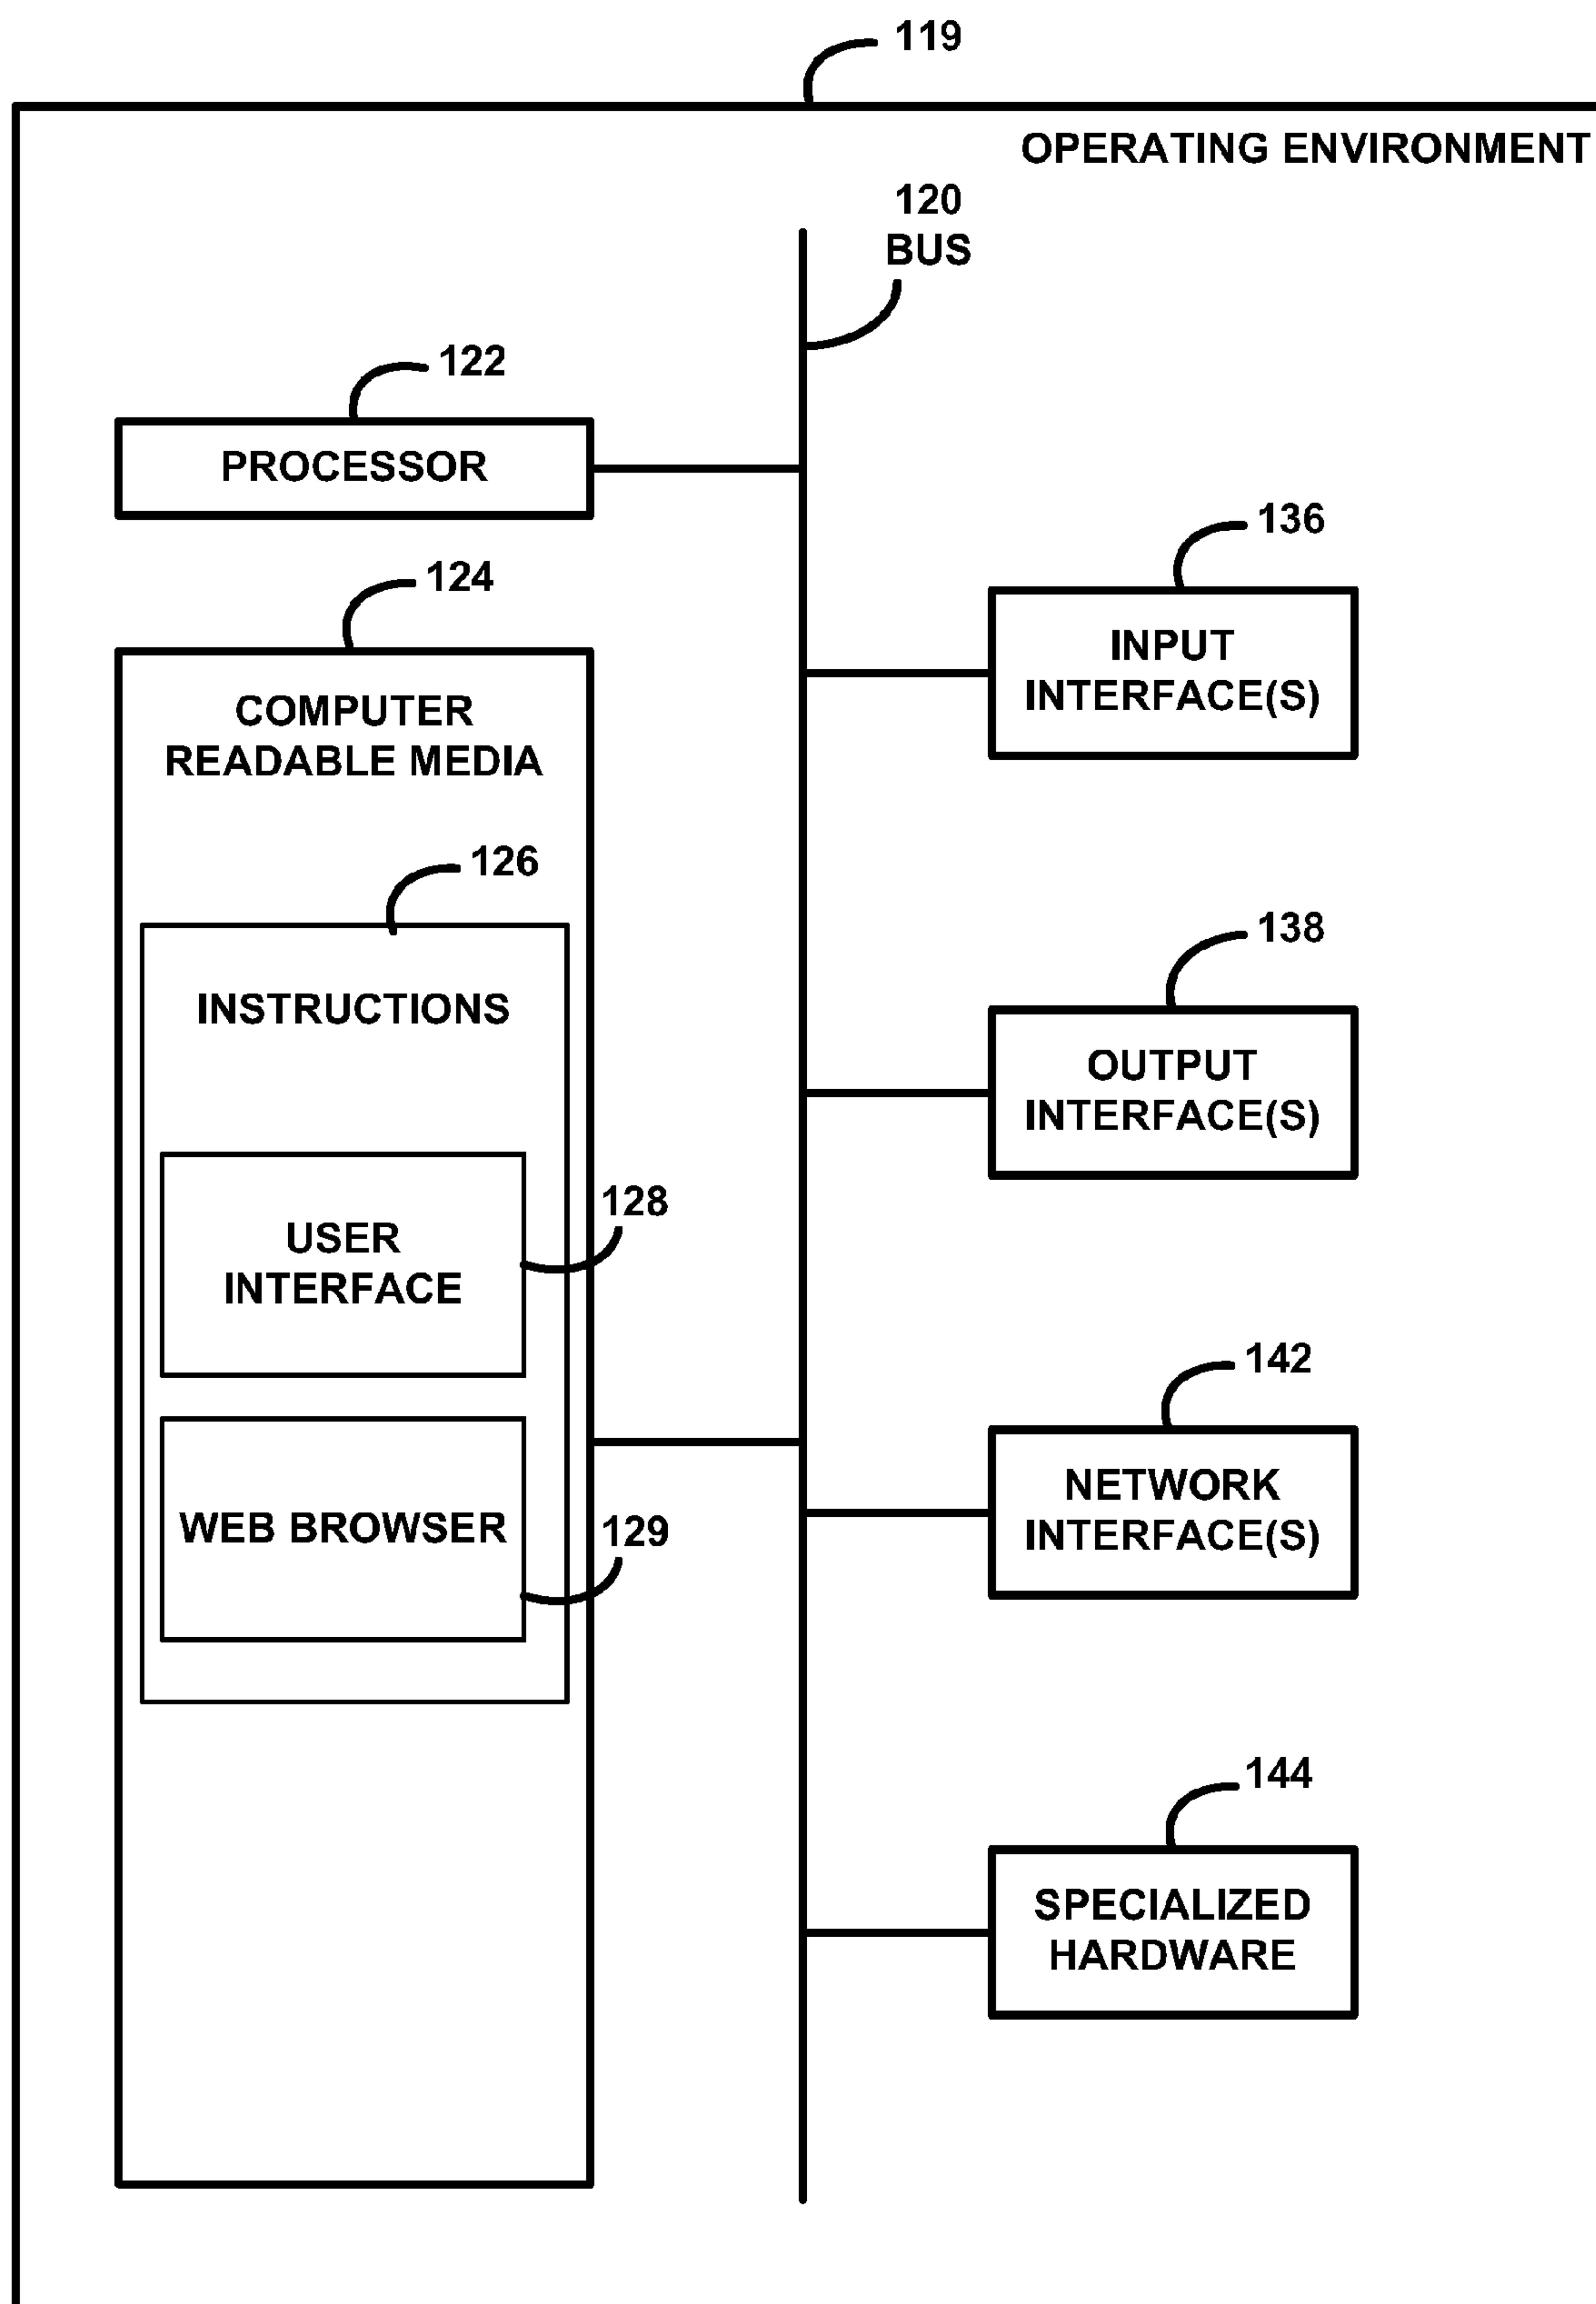 119
OPERATING ENVIRONMENT
120
BUS
122
PROCESSOR
136
INPUT
INTERFACE(S)
124
COMPUTER
READABLE MEDIA
126
INSTRUCTIONS
138
OUTPUT
INTERFACE(S)
128
USER
INTERFACE
142
NETWORK
INTERFACE(S)
WEB BROWSER
129
144
SPECIALIZED
HARDWARE